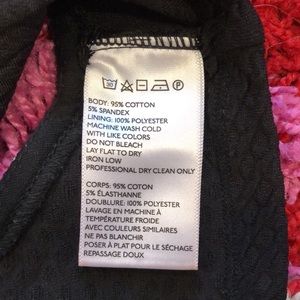 30 P
BODY: 95% COTTON
5% SPANDEX
LINING: 100% POLYESTER
MACHINE WASH COLD
WITH LIKE COLORS
DO NOT BLEACH
LAY FLAT TO DRY
IRON LOW
PROFESSIONAL DRY CLEAN ONLY
CORPS: 95% COTON
5% ÉLASTHANNE
DOUBLURE: 100% POLYESTER
LAVAGE EN MACHINE À
TEMPÉRATURE FROIDE
AVEC COULEURS SIMILAIRES
NE PAS BLANCHIR
POSER À PLAT POUR LE SÉCHAGE
REPASSAGE DOUX